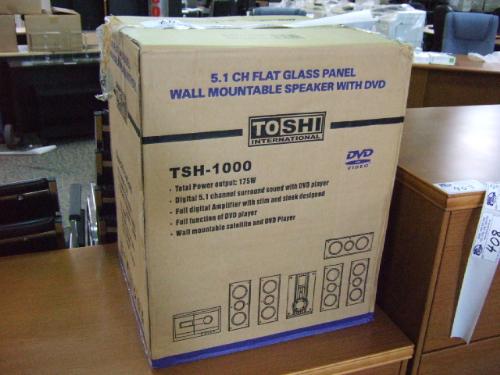 5.1 CH FLAT GLASS PANEL
WALL MOUNTABLE SPEAKER WITH DVD
TOSHI
INTERNATIONAL
TSH-1000
DVD
VIDEO
• Total Power output: 175W
• Digital 5.1 channel surround sound with DVD player
• Full digital Amplifier with slim and sleek designed
• Full function of DVD player
• Wall mountable satellite and DVD Player
408